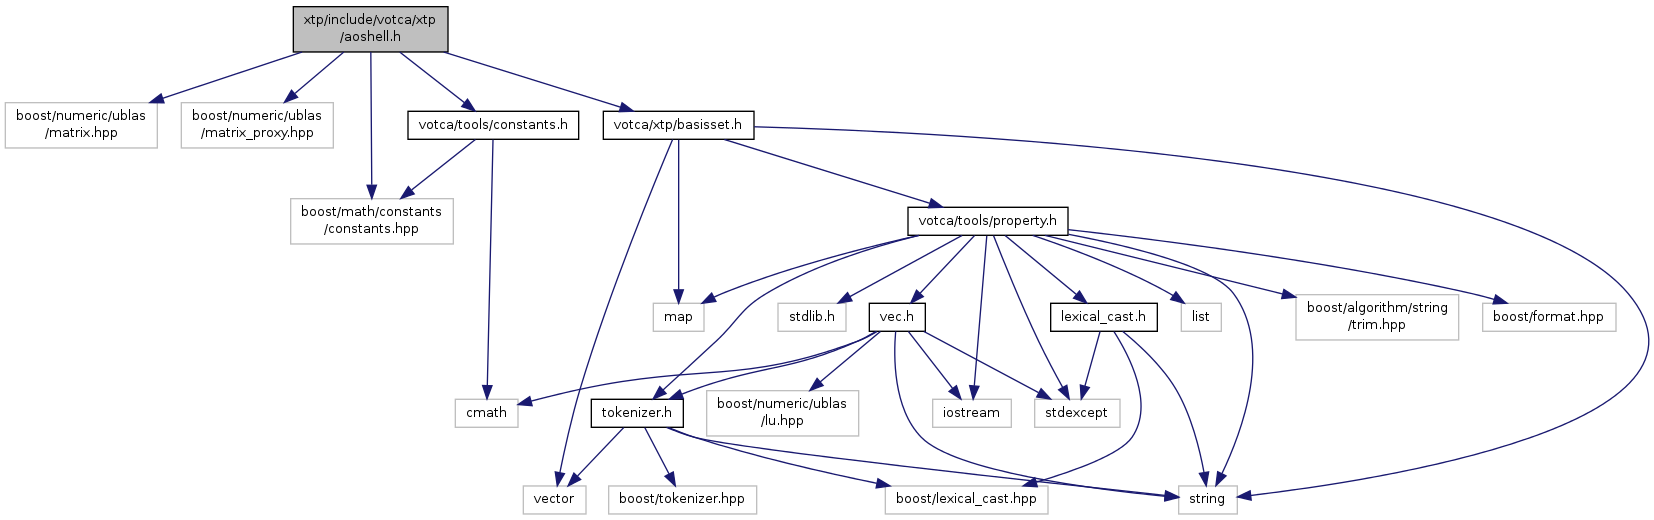 xtp/include/votca/xtp
/aoshell.h
boost/numeric/ublas
/matrix.hpp
boost/numeric/ublas
/matrix_proxy.hpp
votca/tools/constants.h
votca/xtp/basisset.h
boost/math/constants
/constants.hpp
votca/tools/property.h
map
stdlib.h
vec.h
lexical_cast.h
list
boost/algorithm/string
/trim.hpp
boost/format.hpp
cmath
tokenizer.h
boost/numeric/ublas
/lu.hpp
iostream
stdexcept
vector
boost/tokenizer.hpp
boost/lexical_cast.hpp
string